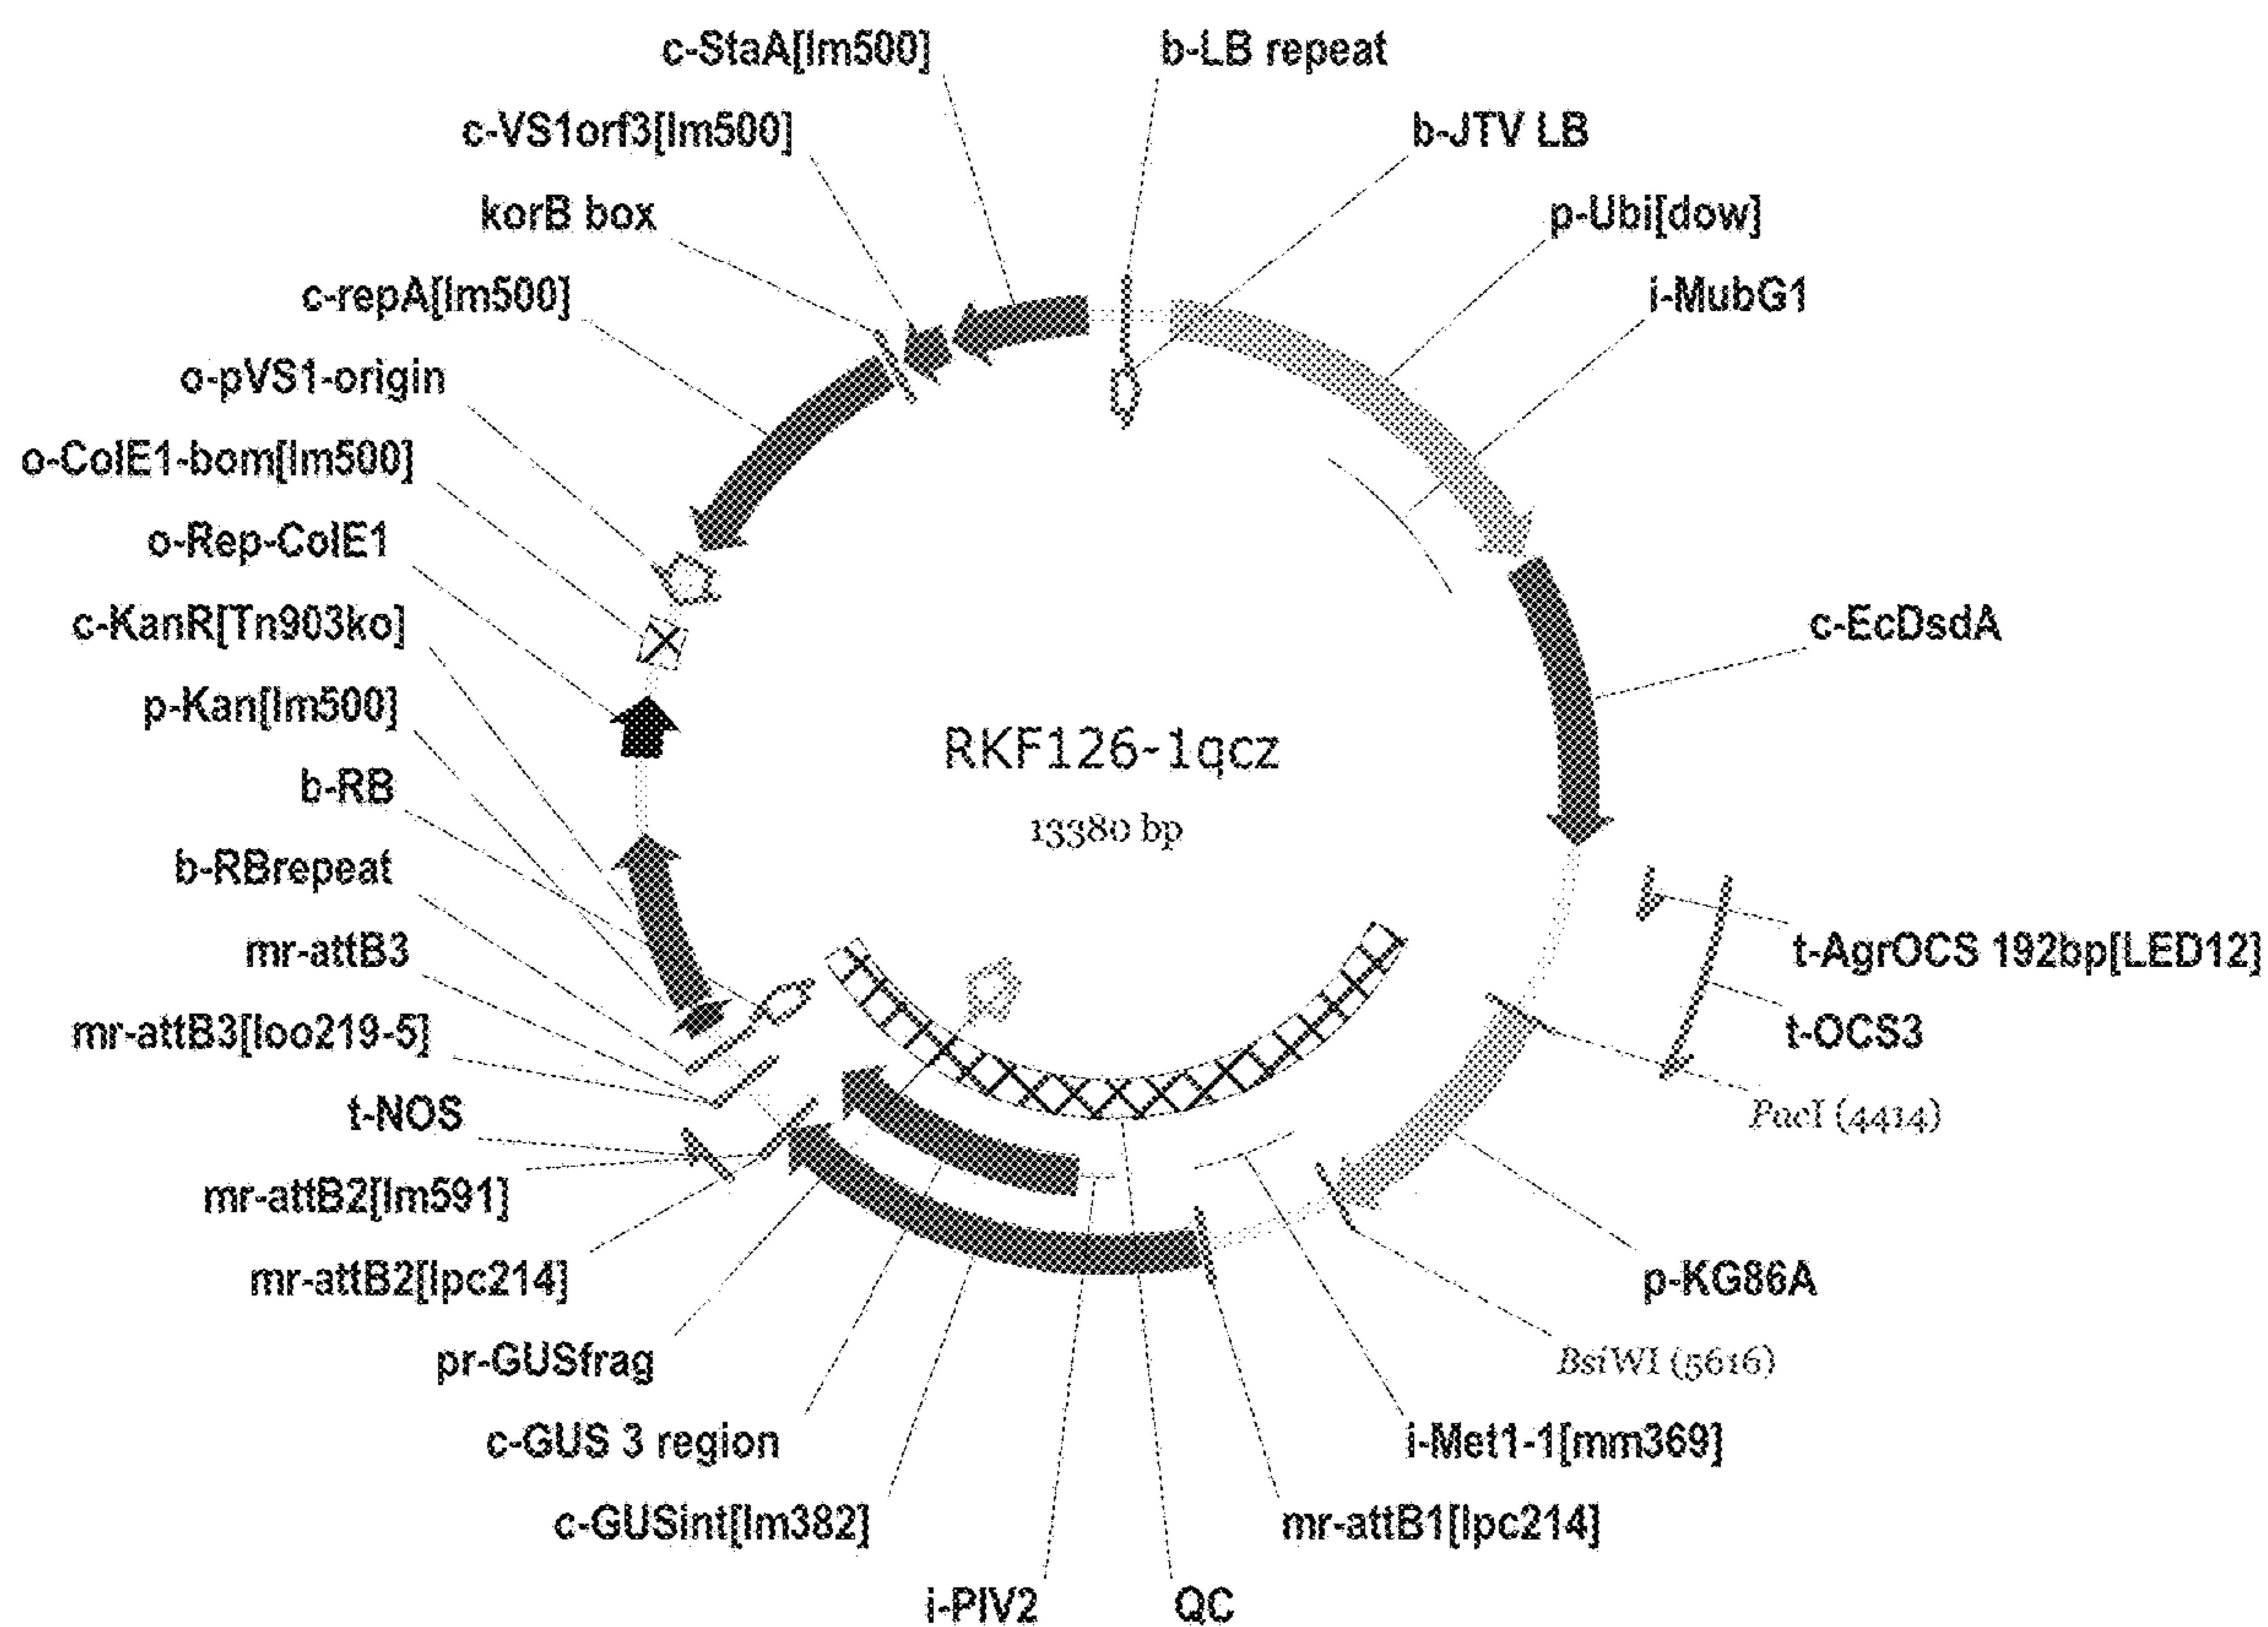 c-StaA[lm500]
b-LB repeat
c-VS1orf3[lm500]
b-JTV LB
korB box
p-Ubi[dow]
c-repA[lm500]
i-MubG1
o-pVS1-origin
o-ColE1-bom[lm500]
o-Rep-ColE1
c-KanR[Tn903ko]
c-EcDsdA
p-Kan[lm500]
RKF126-1qcz
b-RB
13380 bp
b-RBrepeat
mr-attB3
t-AgrOCS 192bp[LED12]
mr-attB3[loo219-5]
t-OCS3
t-NOS
PacI (4414)
mr-attB2[lm591]
mr-attB2[lpc214]
p-KG86A
pr-GUSfrag
BsiWI (5616)
c-GUS 3 region
i-Met1-1[mm369]
c-GUSint[lm382]
mr-attB1[lpc214]
i-PIV2
QC